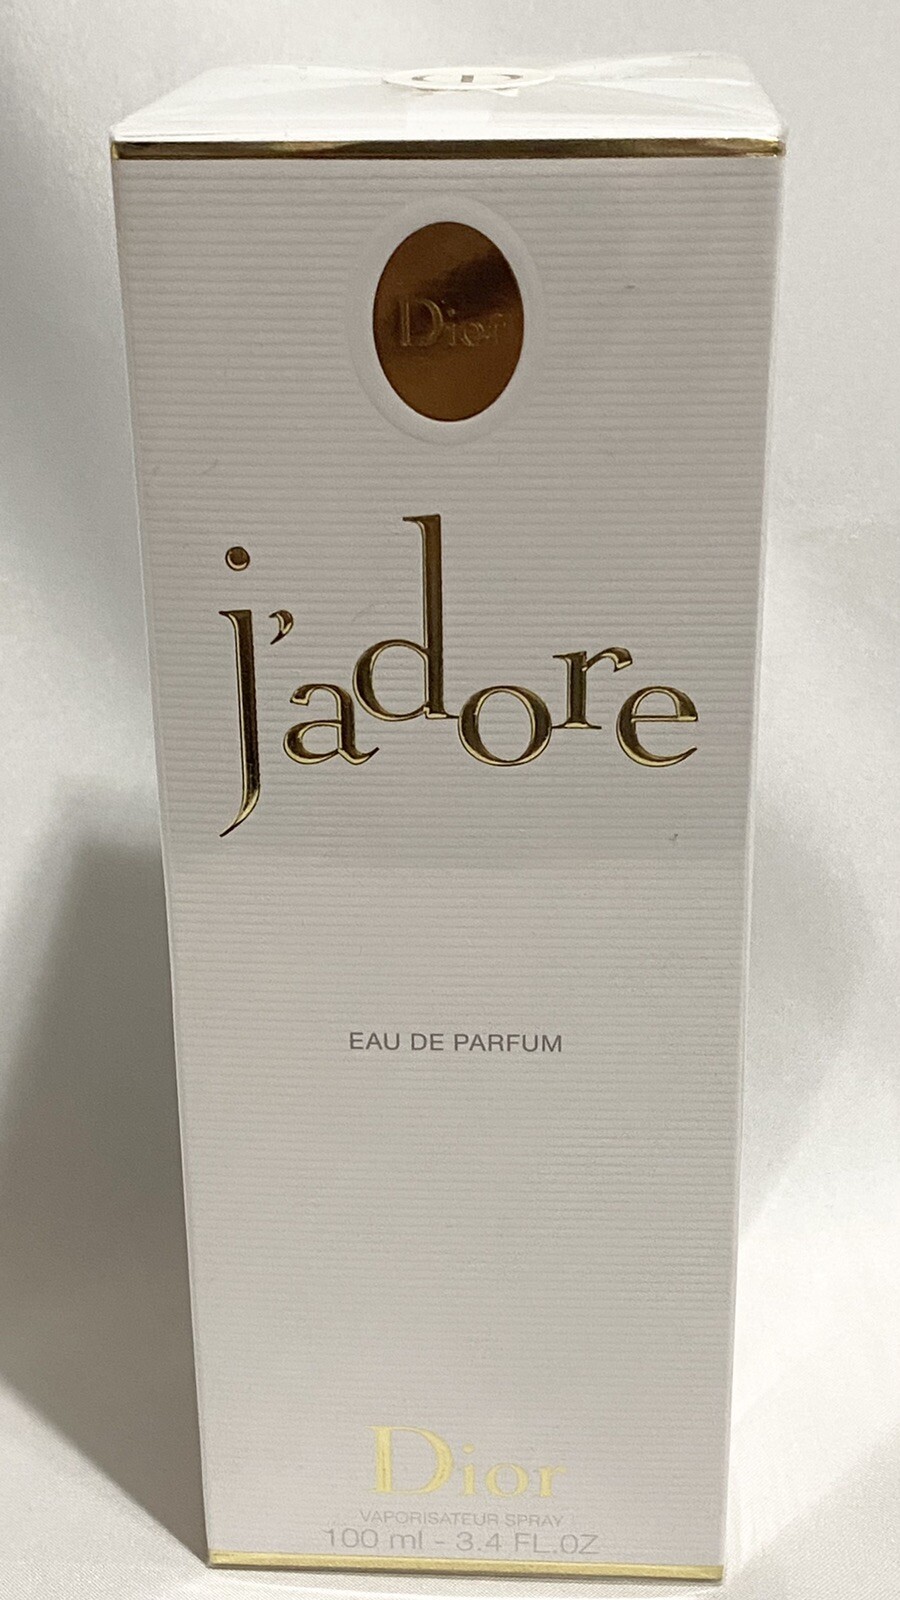 Dior
j'adore
EAU DE PARFUM
Dior
VAPORISATEUR SPRAY
100 ml - 3.4 FL.OZ